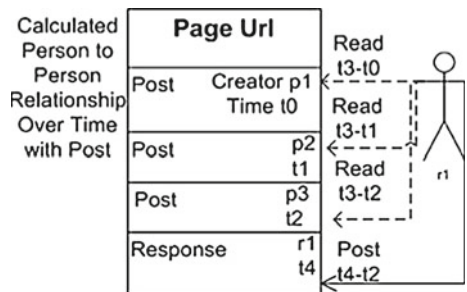 Calculated
Person to
Person
Relationship
Over Time
with Post
Page Url
Post Creator p1
Time t0
Post p2
t1
Post p3
t2
Response r1
t4
Read
t3-t0
Read
t3-t1
Read
t3-t2
Post
t4-t2
r1